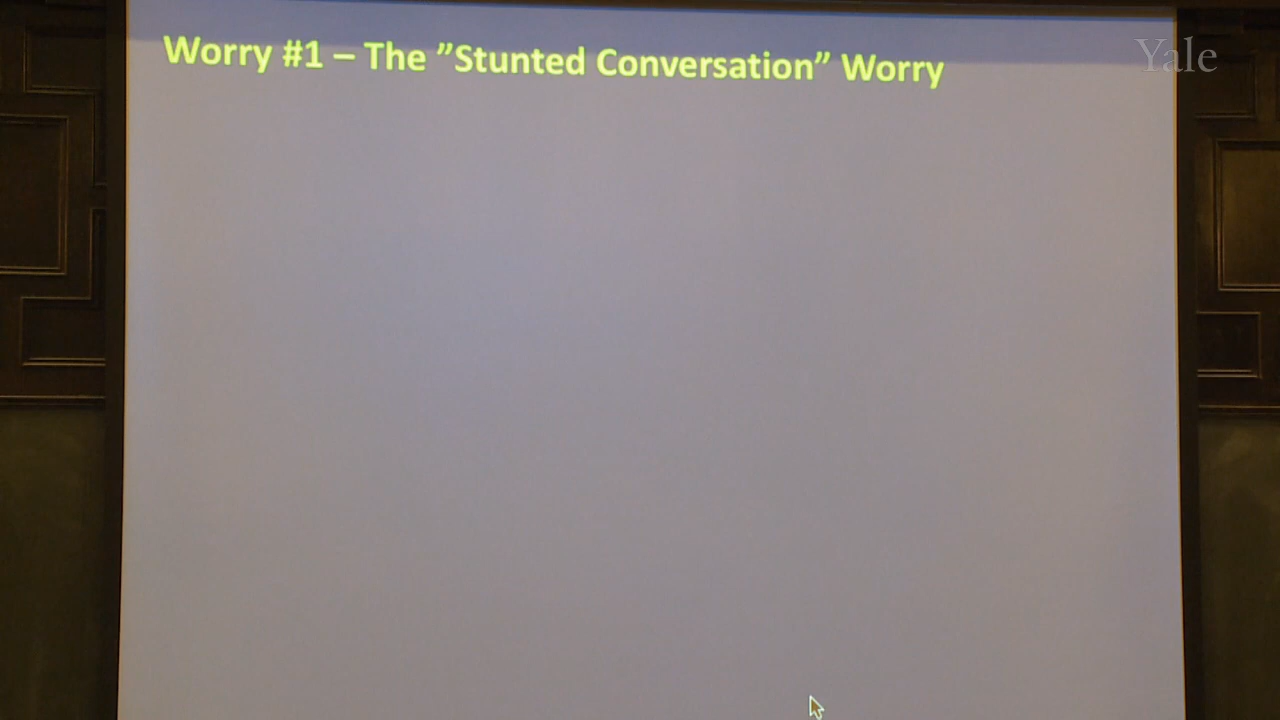 Worry #1 – The ”Stunted Conversation” Worry
Yale